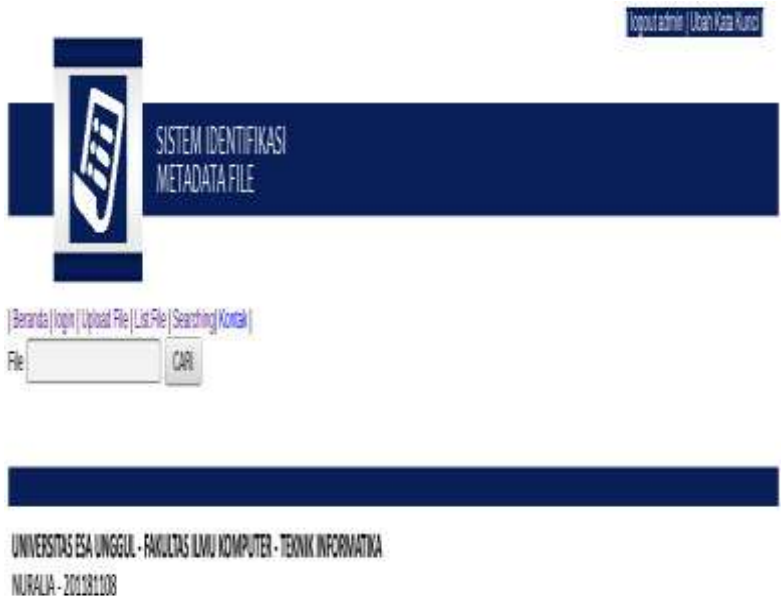 | logout admin | Ubah Kata Kunci |
SISTEM IDENTIFIKASI
METADATA FILE
| Beranda | login | Upload File | List File | Searching| Kontak |
File CARI
UNIVERSITAS ESA UNGGUL - FAKULTAS ILMU KOMPUTER - TEKNIK INFORMATIKA
NURALIA - 201181108